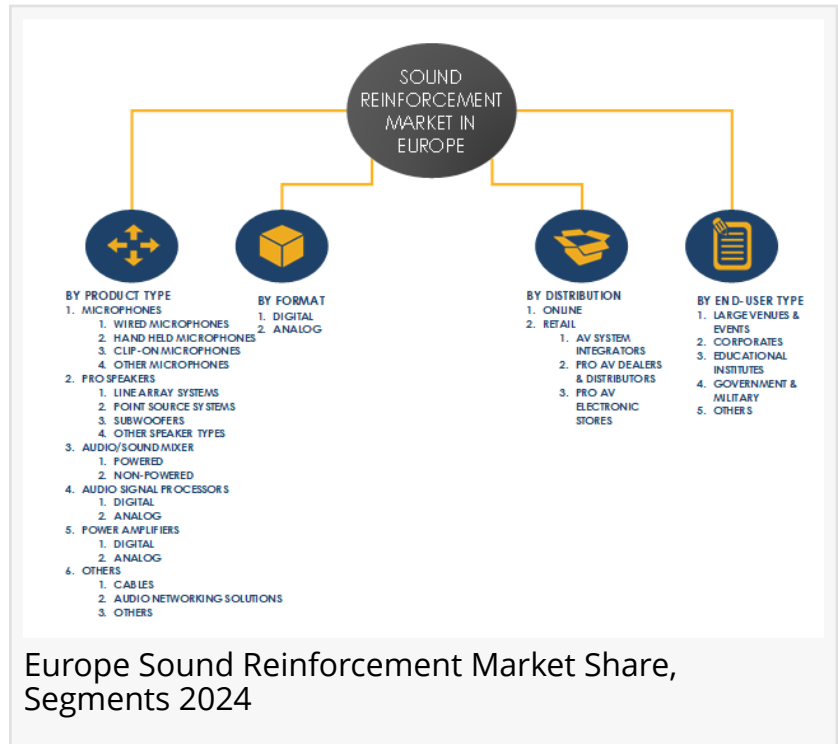 SOUND
REINFORCEMENT
MARKET IN
EUROPE
BY PRODUCT TYPE
1. MICROPHONES
1. WIRED MICROPHONES
2. HAND HELD MICROPHONES
3. CLIP-ON MICROPHONES
4. OTHER MICROPHONES
2. PRO SPEAKERS
1. LINE ARRAY SYSTEMS
2. POINT SOURCE SYSTEMS
3. SUBWOOFERS
4. OTHER SPEAKER TYPES
3. AUDIO/SOUND MIXER
1. POWERED
2. NON-POWERED
4. AUDIO SIGNAL PROCESSORS
1. DIGITAL
2. ANALOG
5. POWER AMPLIFIERS
1. DIGITAL
2. ANALOG
6. OTHERS
1. CABLES
2. AUDIO NETWORKING SOLUTIONS
3. OTHERS
BY FORMAT
1. DIGITAL
2. ANALOG
BY DISTRIBUTION
1. ONLINE
2. RETAIL
1. AV SYSTEM
INTEGRATORS
2. PRO AV DEALERS
& DISTRIBUTORS
3. PRO AV
ELECTRONIC
STORES
BY END-USER TYPE
1. LARGE VENUES &
EVENTS
2. CORPORATES
3. EDUCATIONAL
INSTITUTES
4. GOVERNMENT &
MILITARY
5. OTHERS
Europe Sound Reinforcement Market Share,
Segments 2024